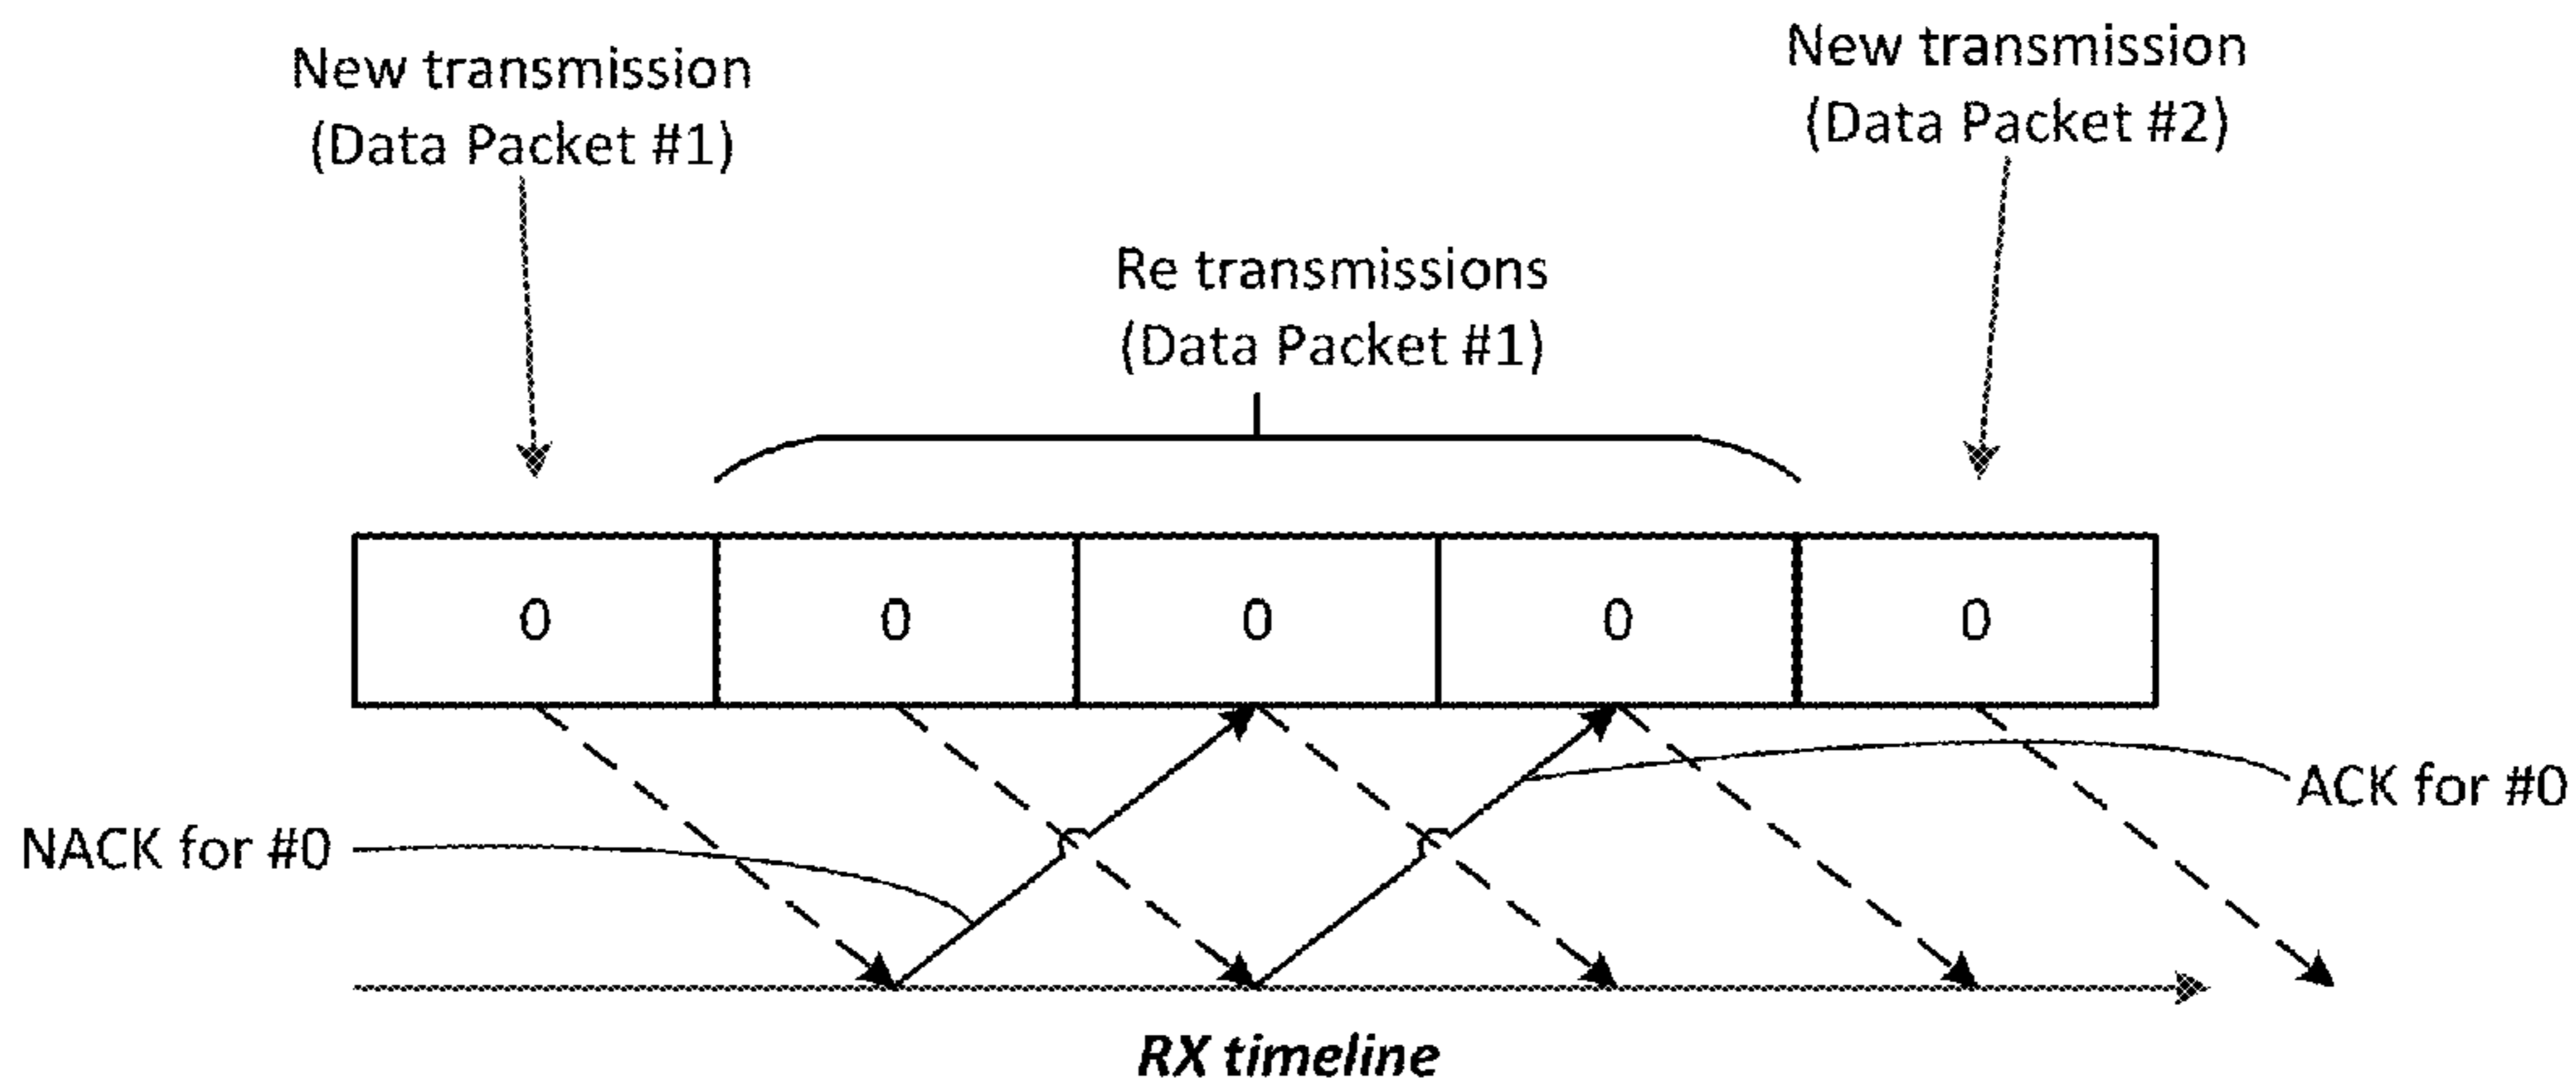 New transmission
(Data Packet #1)
New transmission
(Data Packet #2)
Re transmissions
(Data Packet #1)
0 0 0 0 0
NACK for #0
ACK for #0
RX timeline